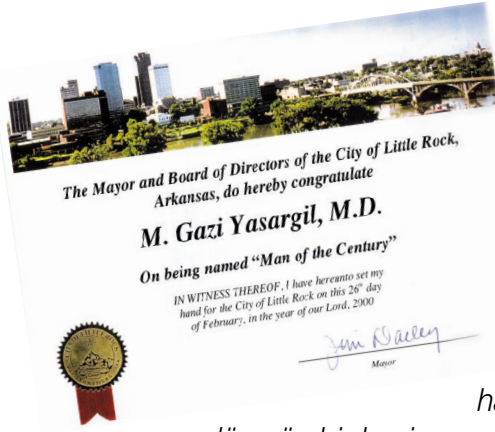 The Mayor and Board of Directors of the City of Little Rock,
Arkansas, do hereby congratulate
M. Gazi Yasargil, M.D.
On being named “Man of the Century”
IN WITNESS THEREOF, I have hereunto set my
hand for the City of Little Rock on this 26th day
of February, in the year of our Lord, 2000
Jim Dailey
Mayor